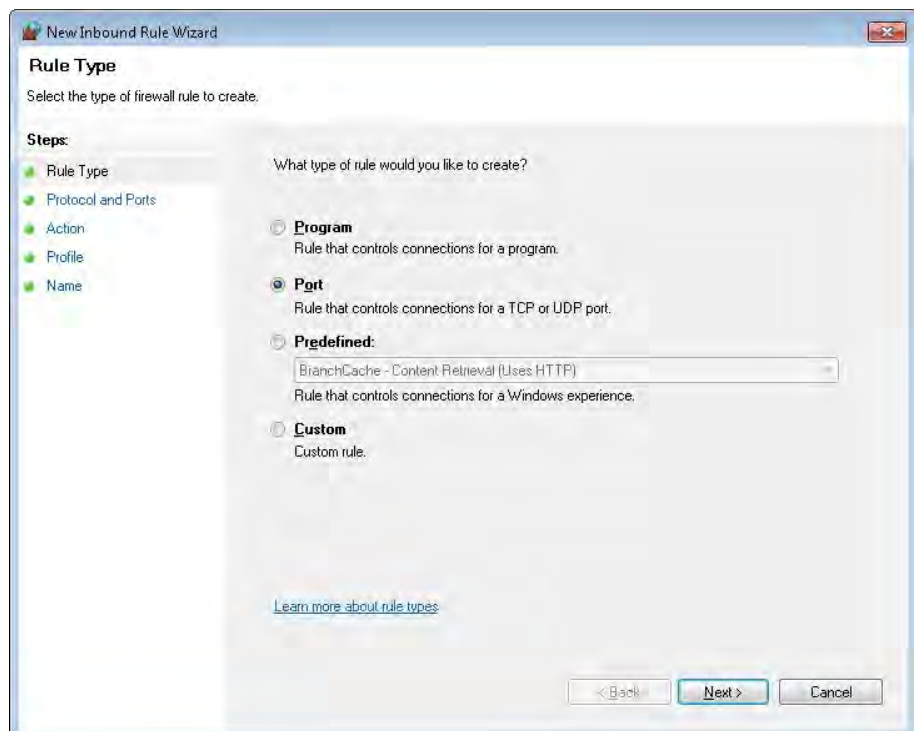 New Inbound Rule Wizard
Rule Type
Select the type of firewall rule to create.
Steps:
Rule Type
Protocol and Ports
Action
Profile
Name
What type of rule would you like to create?
Program
Rule that controls connections for a program.
Port
Rule that controls connections for a TCP or UDP port.
Predefined:
BranchCache - Content Retrieval (Uses HTTP)
Rule that controls connections for a Windows experience.
Custom
Custom rule.
Learn more about rule types
< Back
Next >
Cancel